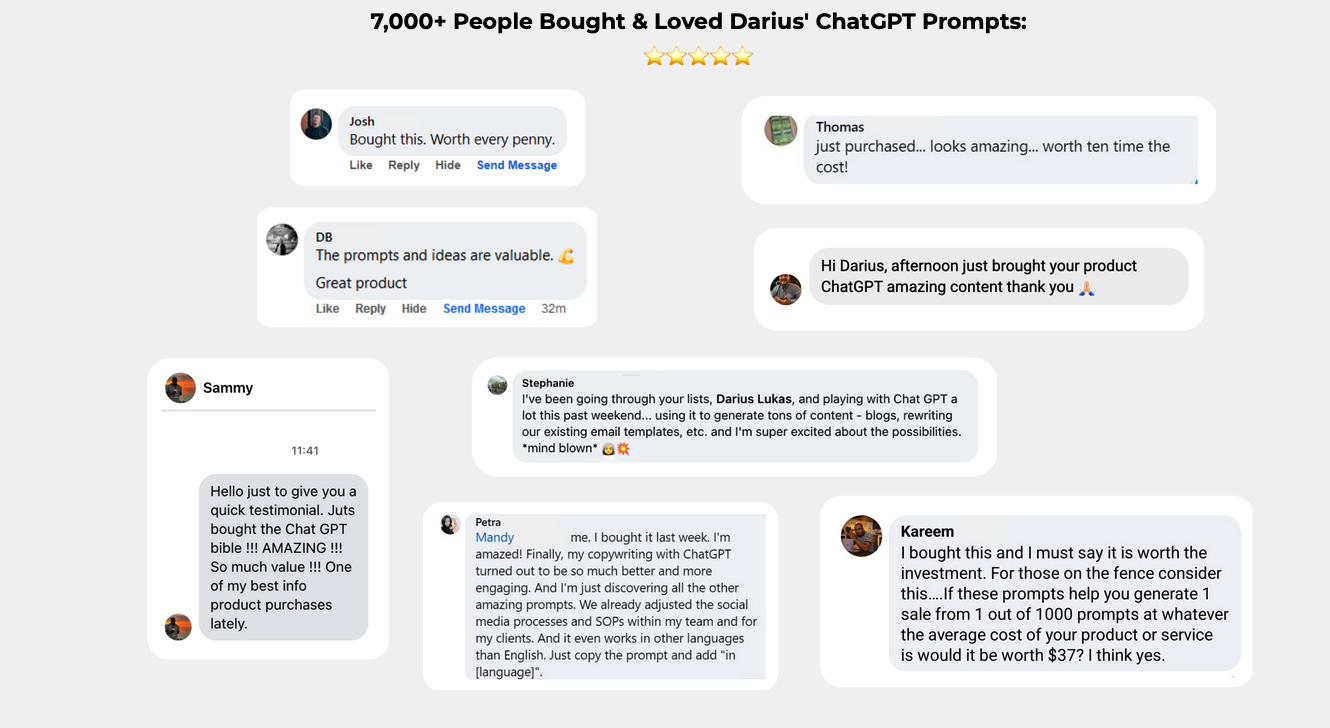 7,000+ People Bought & Loved Darius' ChatGPT Prompts:
Josh
Bought this. Worth every penny.
Like Reply Hide Send Message
Thomas
just purchased... looks amazing... worth ten time the
cost!
DB
The prompts and ideas are valuable. 💪
Great product
Like Reply Hide Send Message 32m
Hi Darius, afternoon just brought your product
ChatGPT amazing content thank you 🙏🏼
Sammy
11:41
Hello just to give you a
quick testimonial. Juts
bought the Chat GPT
bible !!! AMAZING !!!
So much value !!! One
of my best info
product purchases
lately.
Stephanie
I've been going through your lists, Darius Lukas, and playing with Chat GPT a
lot this past weekend... using it to generate tons of content - blogs, rewriting
our existing email templates, etc. and I'm super excited about the possibilities.
*mind blown* 👩‍🦳💥
Petra
Mandy me. I bought it last week. I'm
amazed! Finally, my copywriting with ChatGPT
turned out to be so much better and more
engaging. And I'm just discovering all the other
amazing prompts. We already adjusted the social
media processes and SOPs within my team and for
my clients. And it even works in other languages
than English. Just copy the prompt and add "in
[language]".
Kareem
I bought this and I must say it is worth the
investment. For those on the fence consider
this....If these prompts help you generate 1
sale from 1 out of 1000 prompts at whatever
the average cost of your product or service
is would it be worth $37? I think yes.